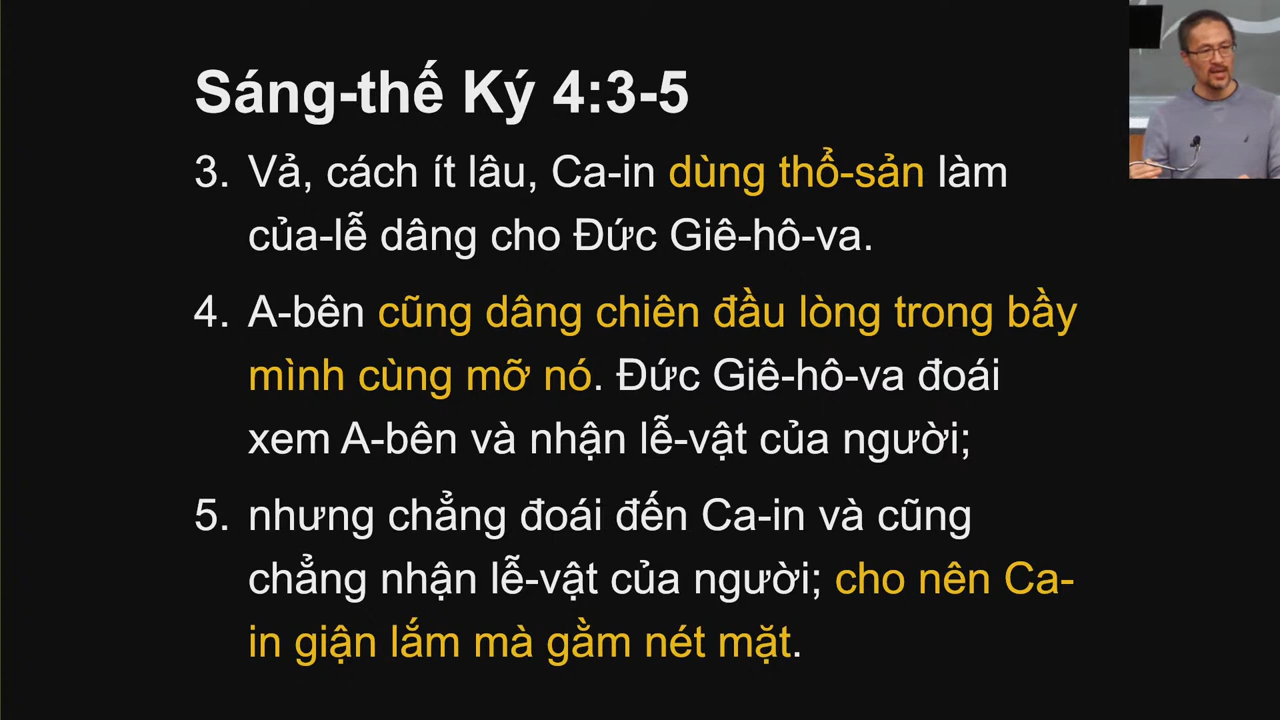 Sáng-thế Ký 4:3-5
3. Vả, cách ít lâu, Ca-in dùng thổ-sản làm
của-lễ dâng cho Đức Giê-hô-va.
4. A-bên cũng dâng chiên đầu lòng trong bầy
mình cùng mỡ nó. Đức Giê-hô-va đoái
xem A-bên và nhận lễ-vật của người;
5. nhưng chẳng đoái đến Ca-in và cũng
chẳng nhận lễ-vật của người; cho nên Ca-
in giận lắm mà gằm nét mặt.